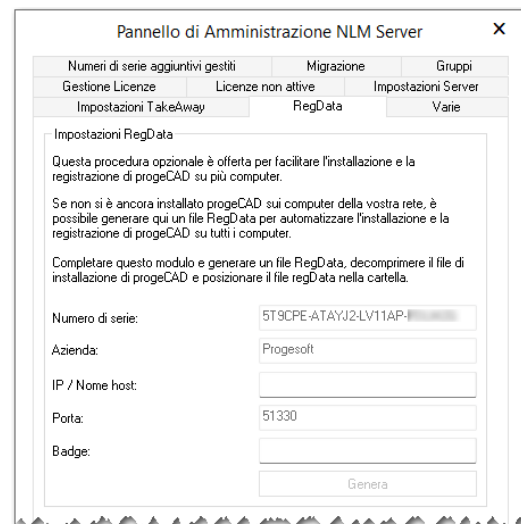 Pannello di Amministrazione NLM Server
X
Numeri di serie aggiuntivi gestiti Migrazione Gruppi
Gestione Licenze Licenze non attive Impostazioni Server
Impostazioni TakeAway RegData Varie
Impostazioni RegData
Questa procedura opzionale è offerta per facilitare l'installazione e la
registrazione di progeCAD su più computer.
Se non si è ancora installato progeCAD sui computer della vostra rete, è
possibile generare qui un file RegData per automatizzare l'installazione e la
registrazione di progeCAD su tutti i computer.
Completare questo modulo e generare un file RegData, decomprimere il file di
installazione di progeCAD e posizionare il file regData nella cartella.
Numero di serie: 5T9CPE-ATAYJ2-LV11AP-
Azienda: Progesoft
IP / Nome host:
Porta: 51330
Badge:
Genera